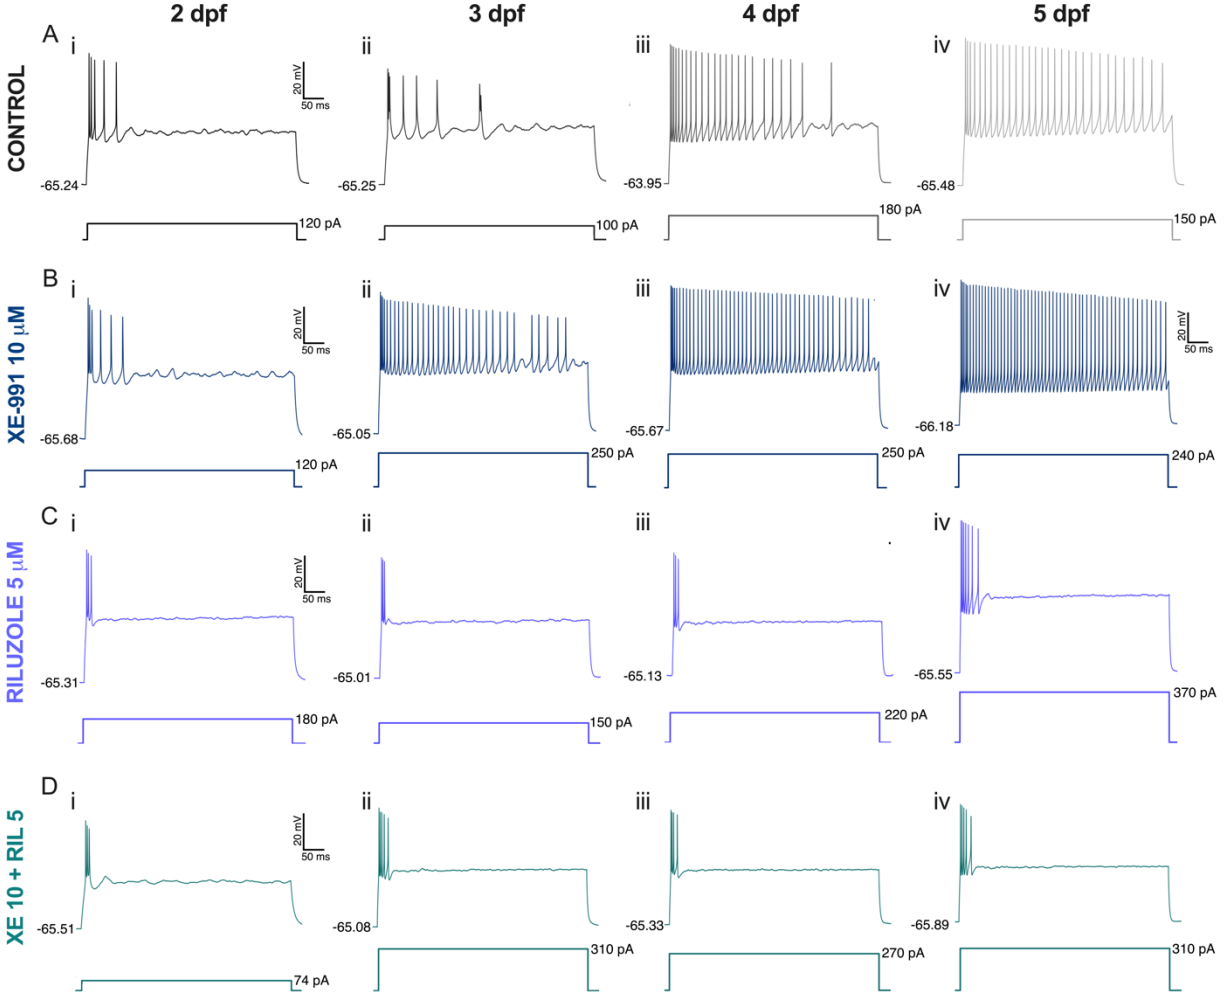 2 dpf 3 dpf 4 dpf 5 dpf
A
CONTROL
i ii iii iv
20 mV
50 ms
-65.24 -65.25 -63.95 -65.48
120 pA 100 pA 180 pA 150 pA
B
XE-991 10 µM
i ii iii iv
20 mV
50 ms
20 mV
50 ms
-65.68 -65.05 -65.67 -66.18
120 pA 250 pA 250 pA 240 pA
C
RILUZOLE 5 µM
i ii iii iv
20 mV
50 ms
-65.31 -65.01 -65.13 -65.55
180 pA 150 pA 220 pA 370 pA
D
XE 10 + RIL 5
i ii iii iv
20 mV
50 ms
-65.51 -65.08 -65.33 -65.89
74 pA 310 pA 270 pA 310 pA